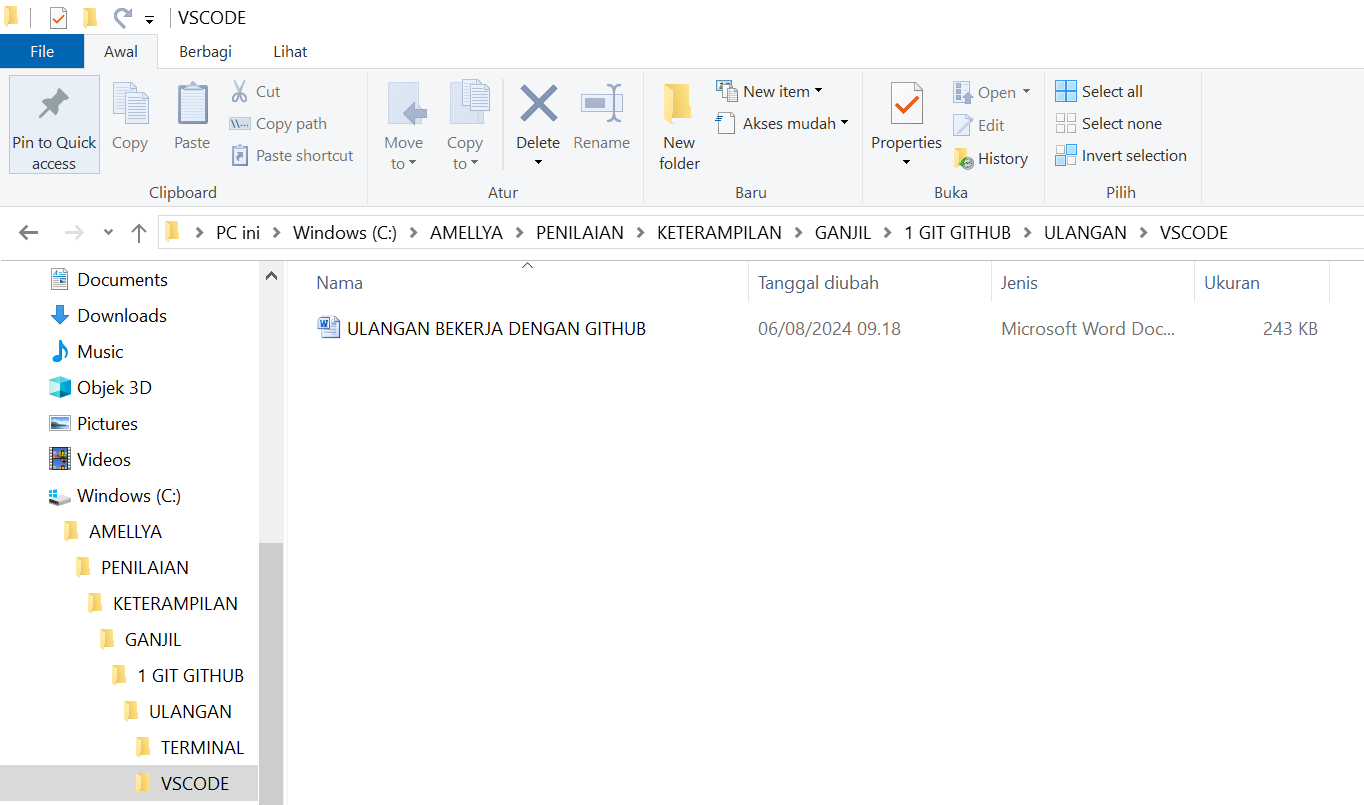 VSCODE
File Awal Berbagi Lihat
Pin to Quick access
Copy
Paste
Cut
Copy path
Paste shortcut
Clipboard
Move to
Copy to
Delete
Rename
Atur
New folder
New item
Akses mudah
Baru
Properties
Open
Edit
History
Buka
Select all
Select none
Invert selection
Pilih
PC ini > Windows (C:) > AMELLYA > PENILAIAN > KETERAMPILAN > GANJIL > 1 GIT GITHUB > ULANGAN > VSCODE
Documents
Downloads
Music
Objek 3D
Pictures
Videos
Windows (C:)
AMELLYA
PENILAIAN
KETERAMPILAN
GANJIL
1 GIT GITHUB
ULANGAN
TERMINAL
VSCODE
Nama Tanggal diubah Jenis Ukuran
ULANGAN BEKERJA DENGAN GITHUB 06/08/2024 09.18 Microsoft Word Doc... 243 KB